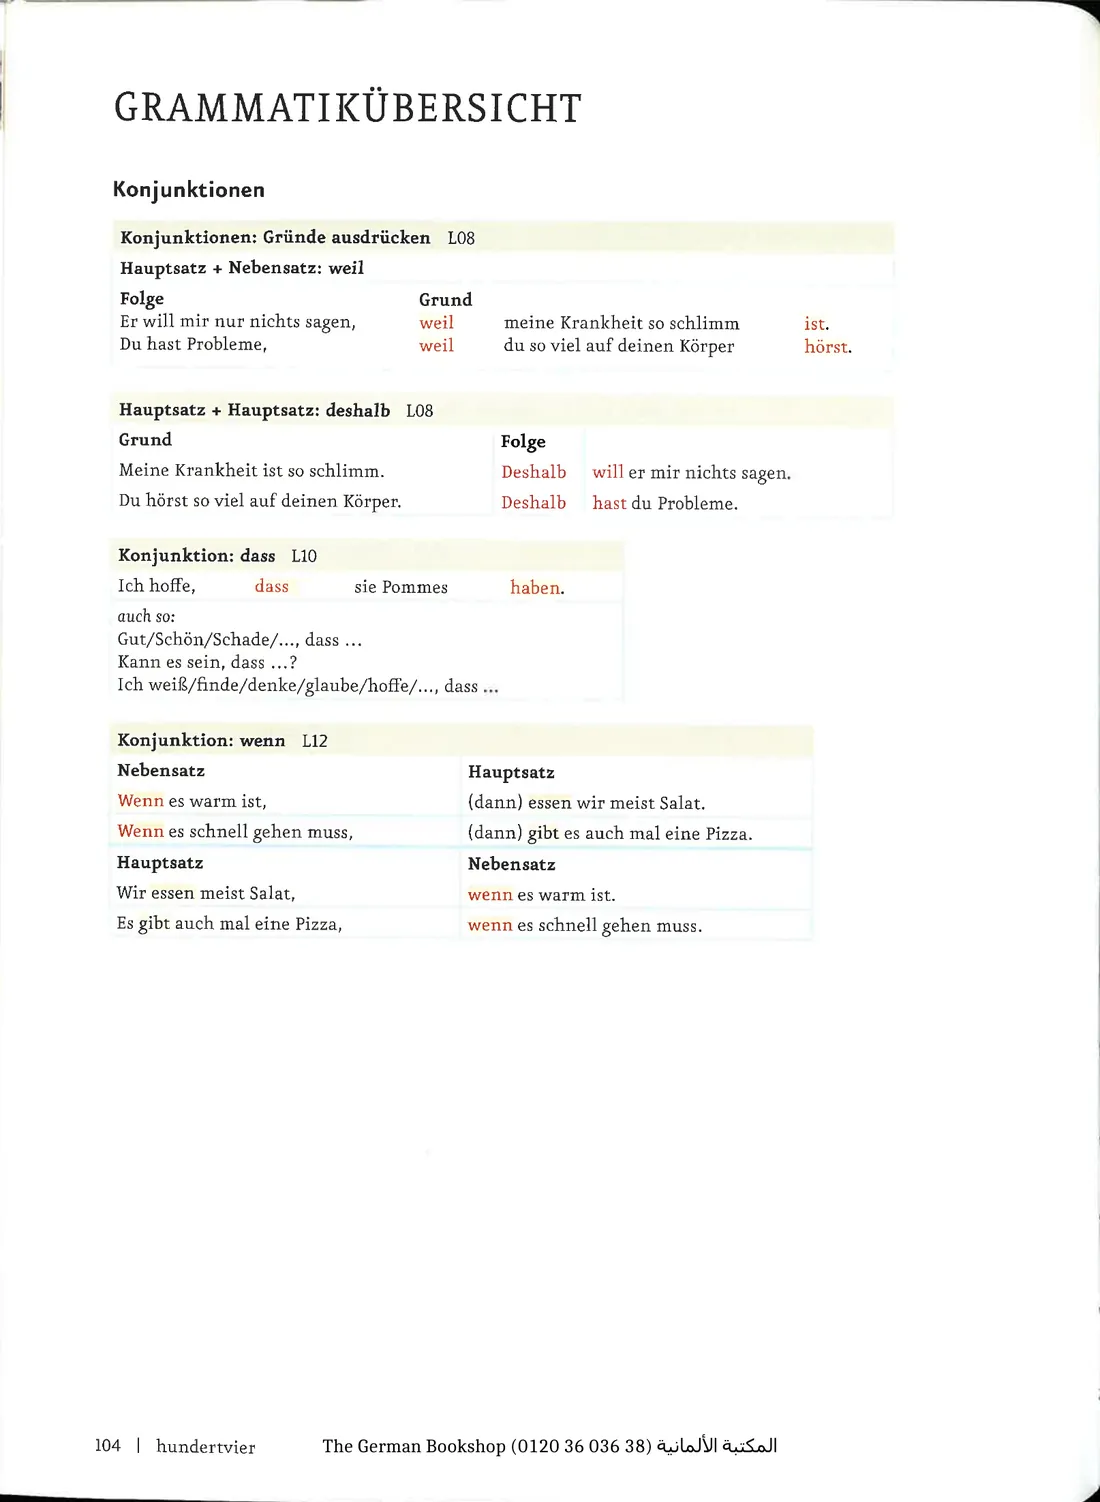 GRAMMATIKÜBERSICHT
Konjunktionen
Konjunktionen: Gründe ausdrücken L08
Hauptsatz + Nebensatz: weil
Folge Grund
Er will mir nur nichts sagen, weil meine Krankheit so schlimm ist.
Du hast Probleme, weil du so viel auf deinen Körper hörst.
Hauptsatz + Hauptsatz: deshalb L08
Grund Folge
Meine Krankheit ist so schlimm. Deshalb will er mir nichts sagen.
Du hörst so viel auf deinen Körper. Deshalb hast du Probleme.
Konjunktion: dass L10
Ich hoffe, dass sie Pommes haben.
auch so:
Gut/Schön/Schade/..., dass ...
Kann es sein, dass ...?
Ich weiß/finde/denke/glaube/hoffe/..., dass ...
Konjunktion: wenn L12
Nebensatz Hauptsatz
Wenn es warm ist, (dann) essen wir meist Salat.
Wenn es schnell gehen muss, (dann) gibt es auch mal eine Pizza.
Hauptsatz Nebensatz
Wir essen meist Salat, wenn es warm ist.
Es gibt auch mal eine Pizza, wenn es schnell gehen muss.
104 | hundertvier The German Bookshop (0120 36 036 38) المكتبة الألمانية